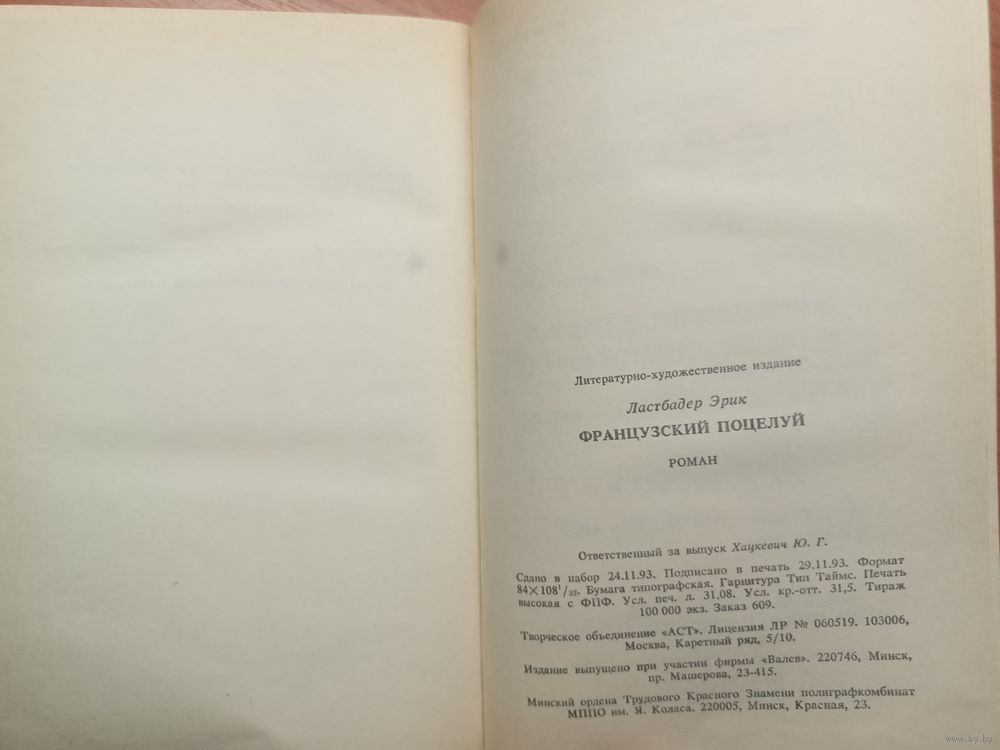 Литературно-художественное издание
Ластбадер Эрик
ФРАНЦУЗСКИЙ ПОЦЕЛУЙ
РОМАН
Ответственный за выпуск Хацкевич Ю. Г.
Сдано в набор 24.11.93. Подписано в печать 29.11.93. Формат
84×108¹/₃₂. Бумага типографская. Гарнитура Тип Таймс. Печать
высокая с ФПФ. Усл. печ. л. 31,08. Усл. кр.-отт. 31,5. Тираж
100 000 экз. Заказ 609.
Творческое объединение «АСТ». Лицензия ЛР № 060519. 103006,
Москва, Каретный ряд, 5/10.
Издание выпущено при участии фирмы «Валев». 220746, Минск,
пр. Машерова, 23-415.
Минский ордена Трудового Красного Знамени полиграфкомбинат
МППО им. Я. Коласа. 220005, Минск, Красная, 23.
www.ay.by